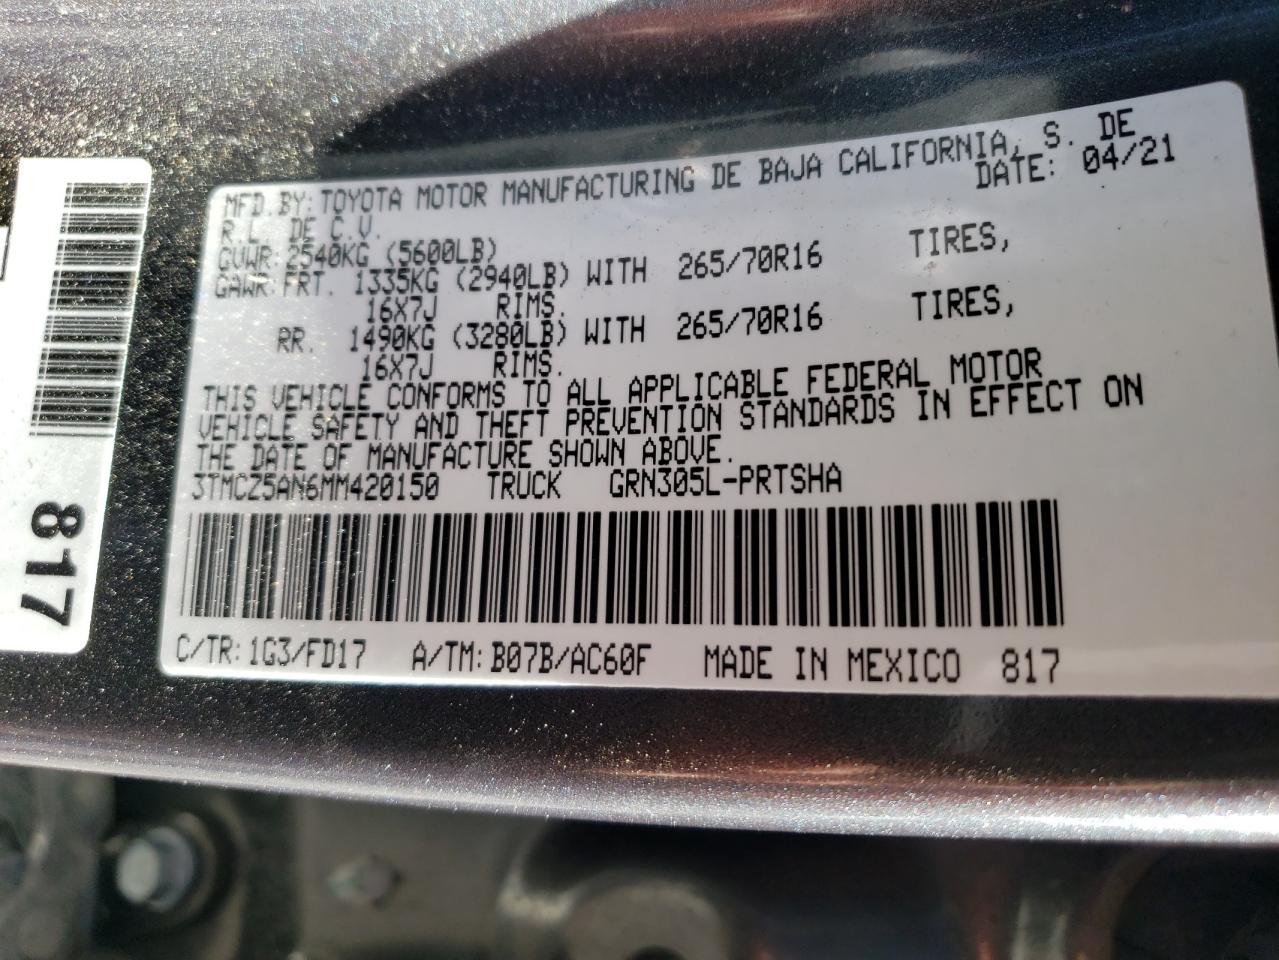 MFD.BY:TOYOTA MOTOR MANUFACTURING DE BAJA CALIFORNIA, S. DE
R.L. DE C.V. DATE: 04/21
GVWR:2540KG (5600LB)
GAWR:FRT. 1335KG (2940LB) WITH 265/70R16 TIRES,
16X7J RIMS.
RR. 1490KG (3280LB) WITH 265/70R16 TIRES,
16X7J RIMS.
THIS VEHICLE CONFORMS TO ALL APPLICABLE FEDERAL MOTOR
VEHICLE SAFETY AND THEFT PREVENTION STANDARDS IN EFFECT ON
THE DATE OF MANUFACTURE SHOWN ABOVE.
3TMCZ5AN6MM420150 TRUCK GRN305L-PRTSHA
C/TR:1G3/FD17 A/TM:B07B/AC60F MADE IN MEXICO 817
817